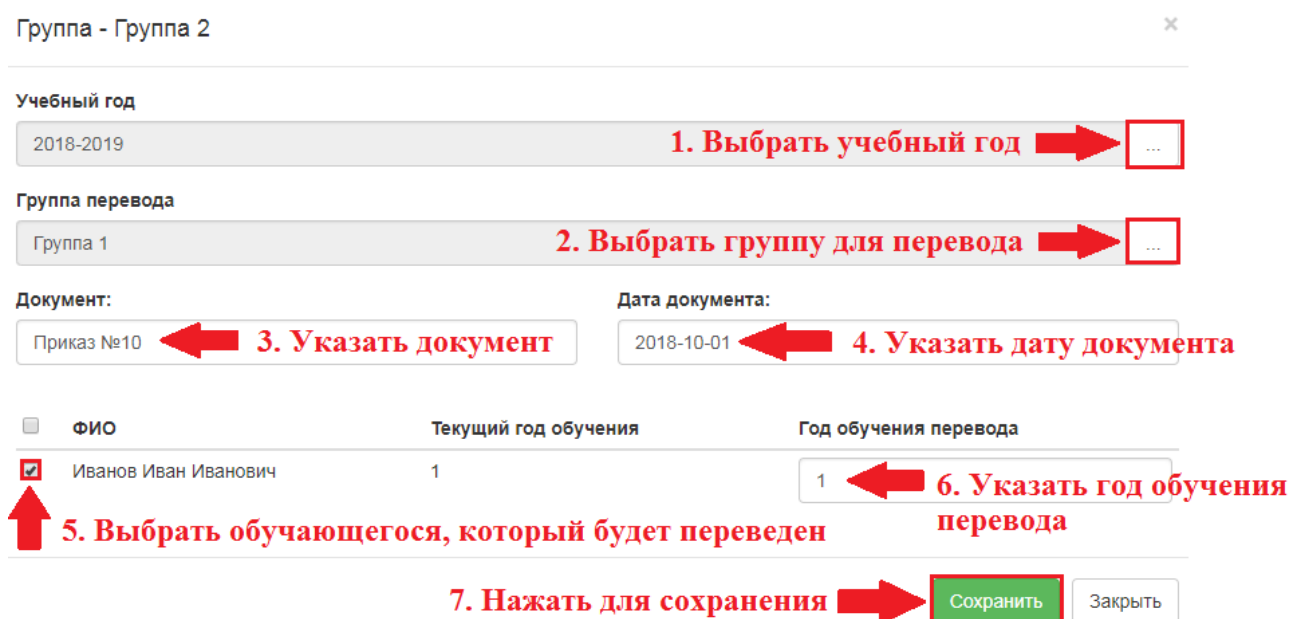 Группа - Группа 2 ×
Учебный год
2018-2019 1. Выбрать учебный год ...
Группа перевода
Группа 1 2. Выбрать группу для перевода ...
Документ: Дата документа:
Приказ №10 3. Указать документ 2018-10-01 4. Указать дату документа
ФИО Текущий год обучения Год обучения перевода
Иванов Иван Иванович 1 1 6. Указать год обучения
перевода
5. Выбрать обучающегося, который будет переведен
7. Нажать для сохранения Сохранить Закрыть